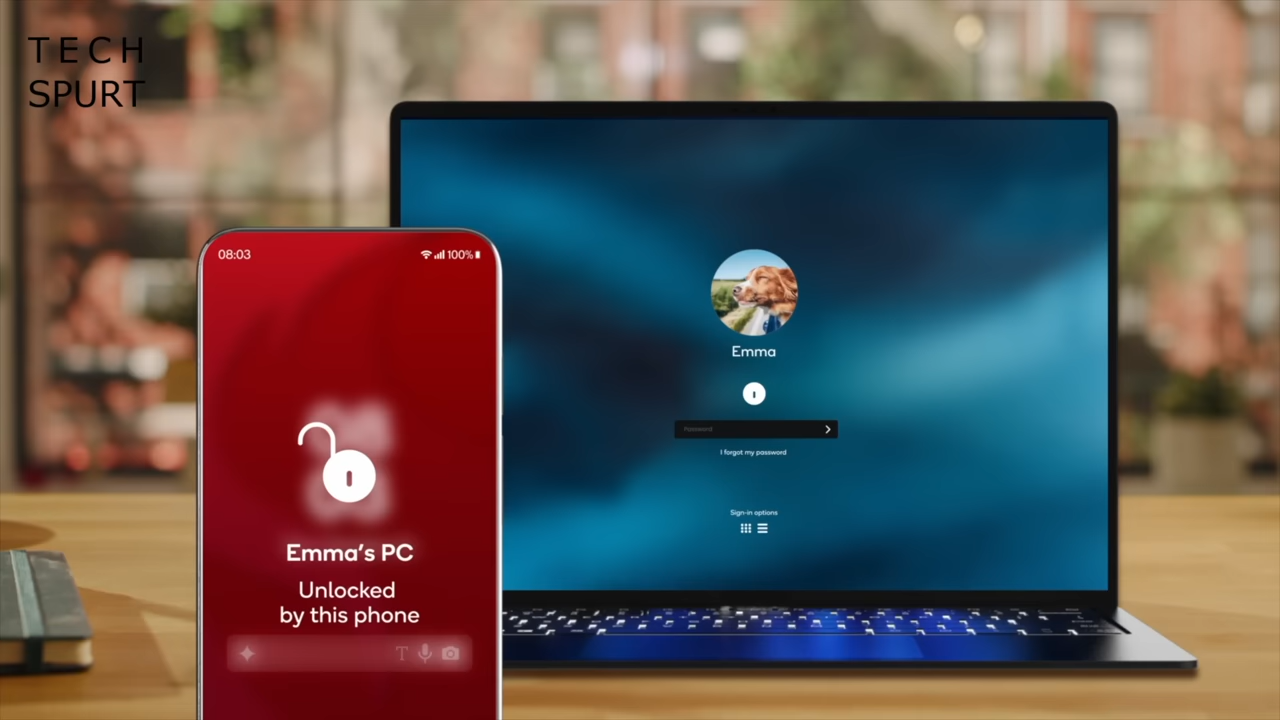 TECH
SPURT
08:03
100%
Emma's PC
Unlocked
by this phone
T
Emma
Password
I forgot my password
Sign-in options